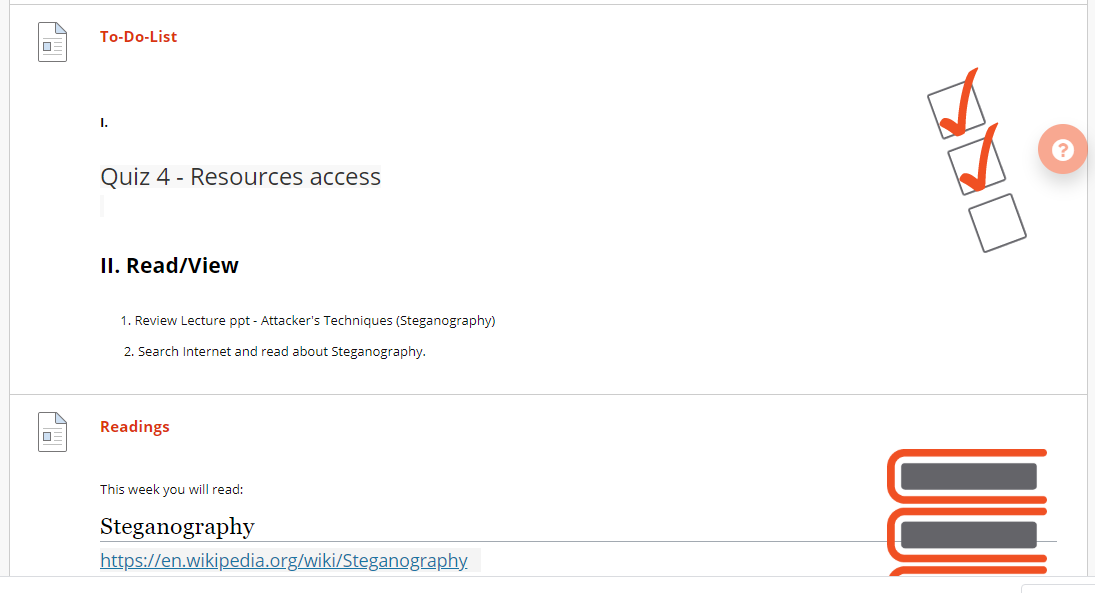 To-Do-List
I.
Quiz 4 - Resources access
II. Read/View
1. Review Lecture ppt - Attacker's Techniques (Steganography)
2. Search Internet and read about Steganography.
Readings
This week you will read:
Steganography
https://en.wikipedia.org/wiki/Steganography